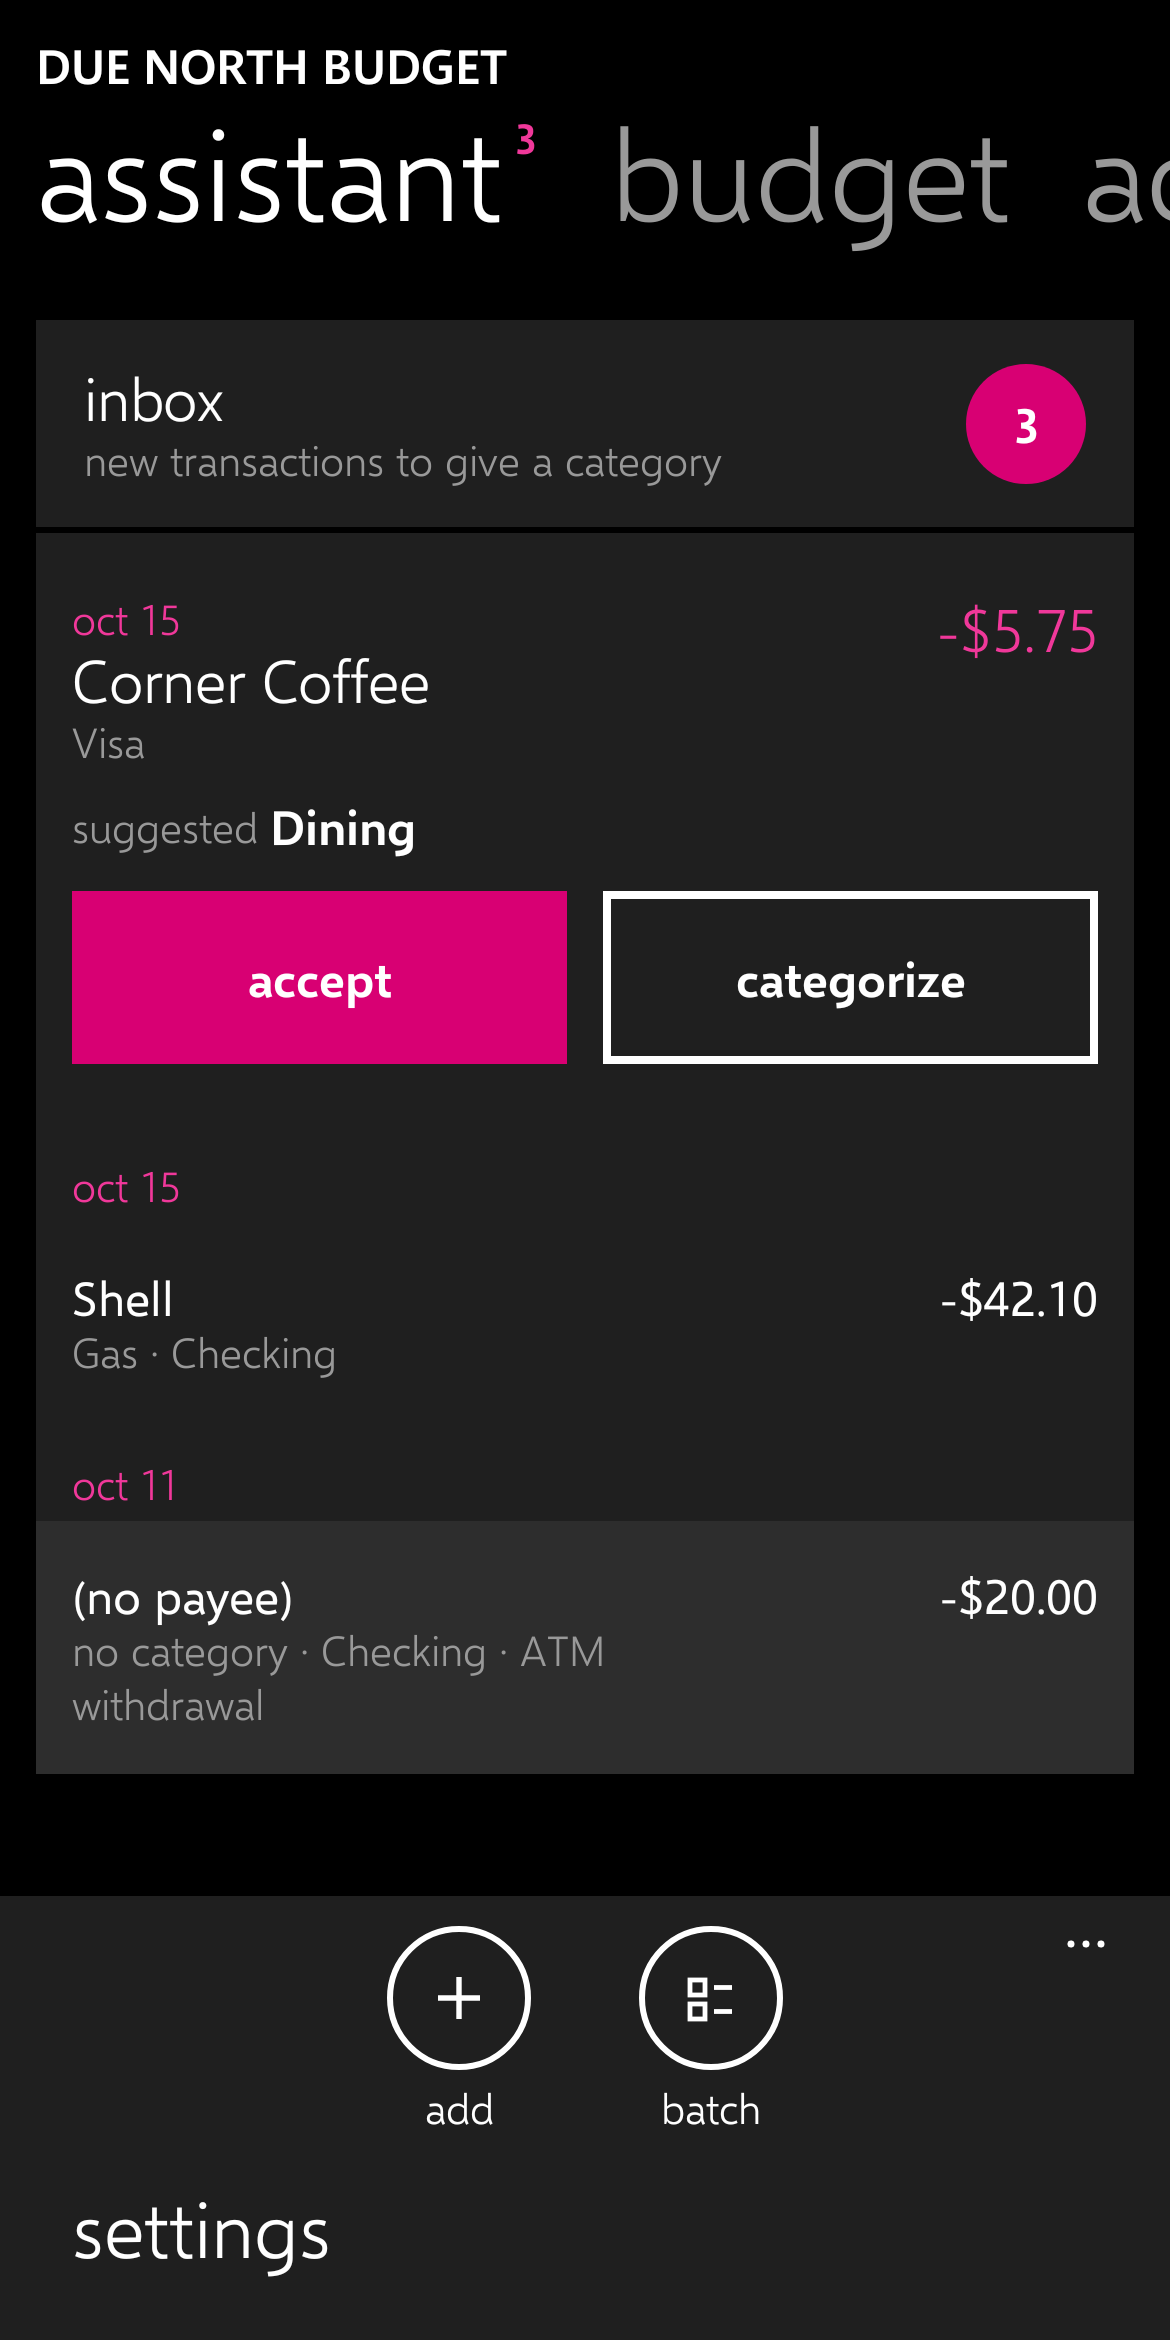 DUE NORTH BUDGET
assistant 3 budget ac
inbox
new transactions to give a category
3
oct 15
-$5.75
Corner Coffee
Visa
suggested Dining
accept
categorize
oct 15
Shell
-$42.10
Gas · Checking
oct 11
(no payee)
-$20.00
no category · Checking · ATM
withdrawal
...
add
batch
settings